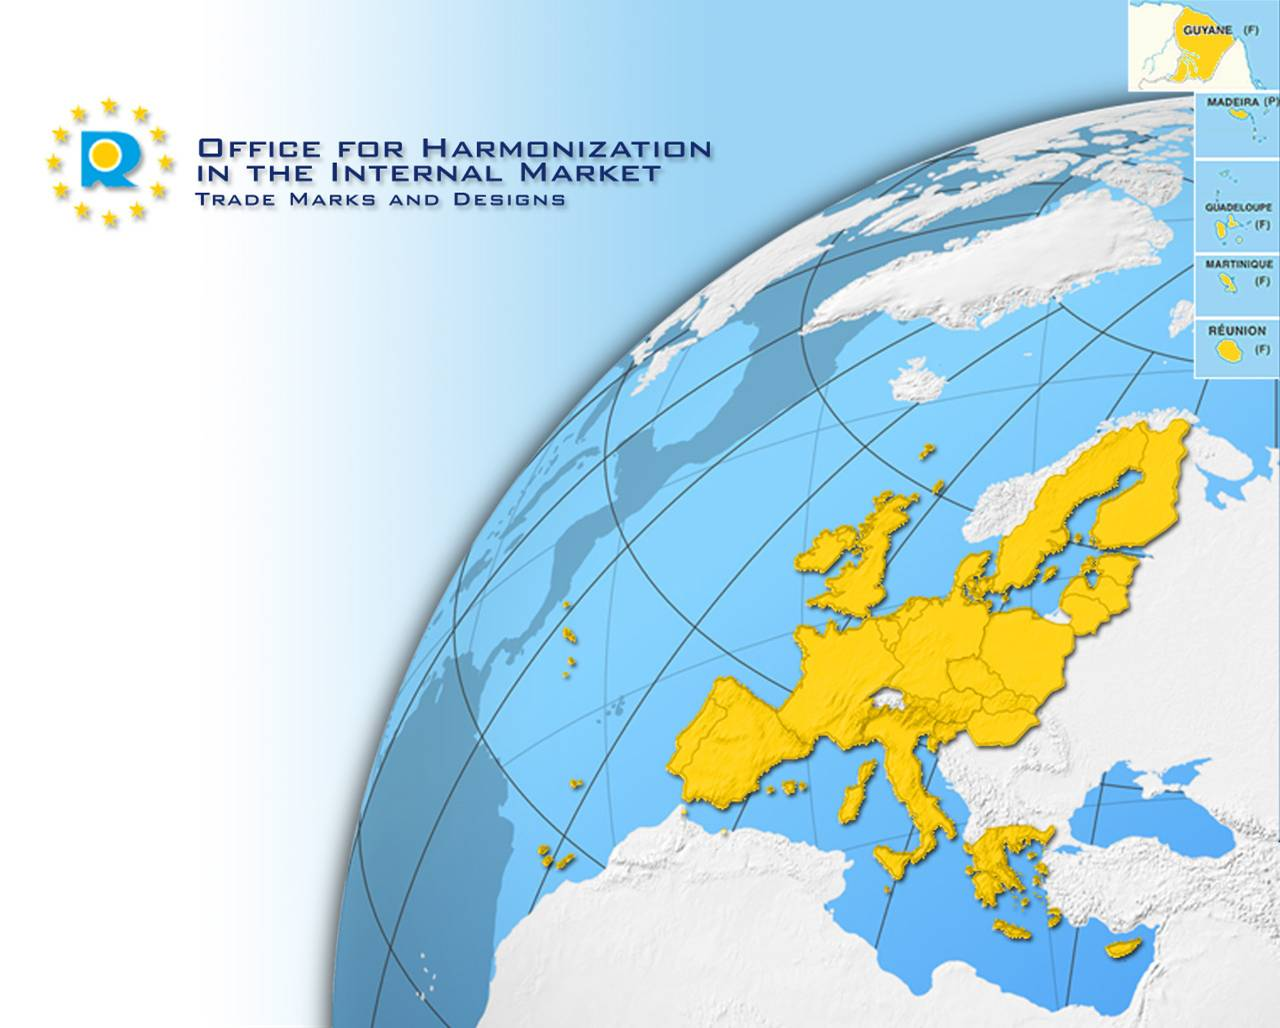 OFFICE FOR HARMONIZATION
IN THE INTERNAL MARKET
TRADE MARKS AND DESIGNS
R
GUYANE (F)
MADEIRA (P)
GUADELOUPE
(F)
MARTINIQUE
(F)
RÉUNION
(F)